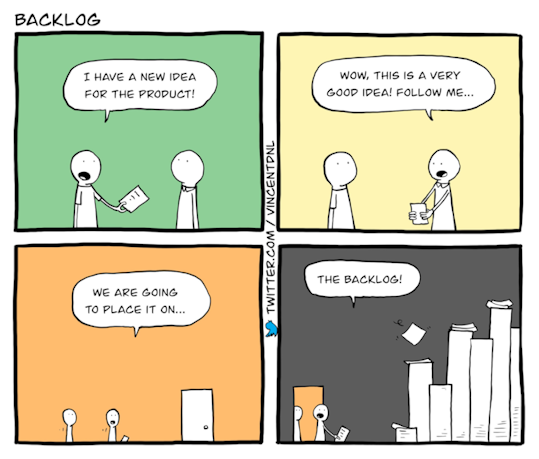 BACKLOG
I HAVE A NEW IDEA
FOR THE PRODUCT!
WOW, THIS IS A VERY
GOOD IDEA! FOLLOW ME...
WE ARE GOING
TO PLACE IT ON...
THE BACKLOG!
TWITTER.COM / VINCENTDNL